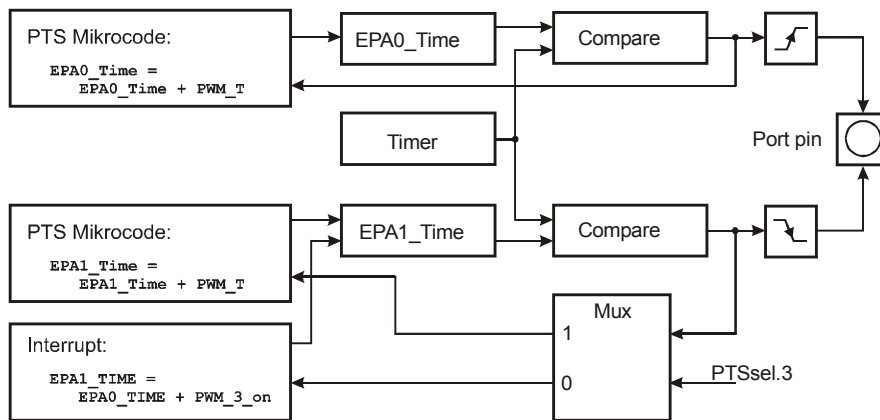 PTS Mikrocode:
EPA0_Time =
EPA0_Time + PWM_T
EPA0_Time
Compare
Timer
Port pin
PTS Mikrocode:
EPA1_Time =
EPA1_Time + PWM_T
EPA1_Time
Compare
Mux
1
0
PTSsel.3
Interrupt:
EPA1_TIME =
EPA0_TIME + PWM_3_on